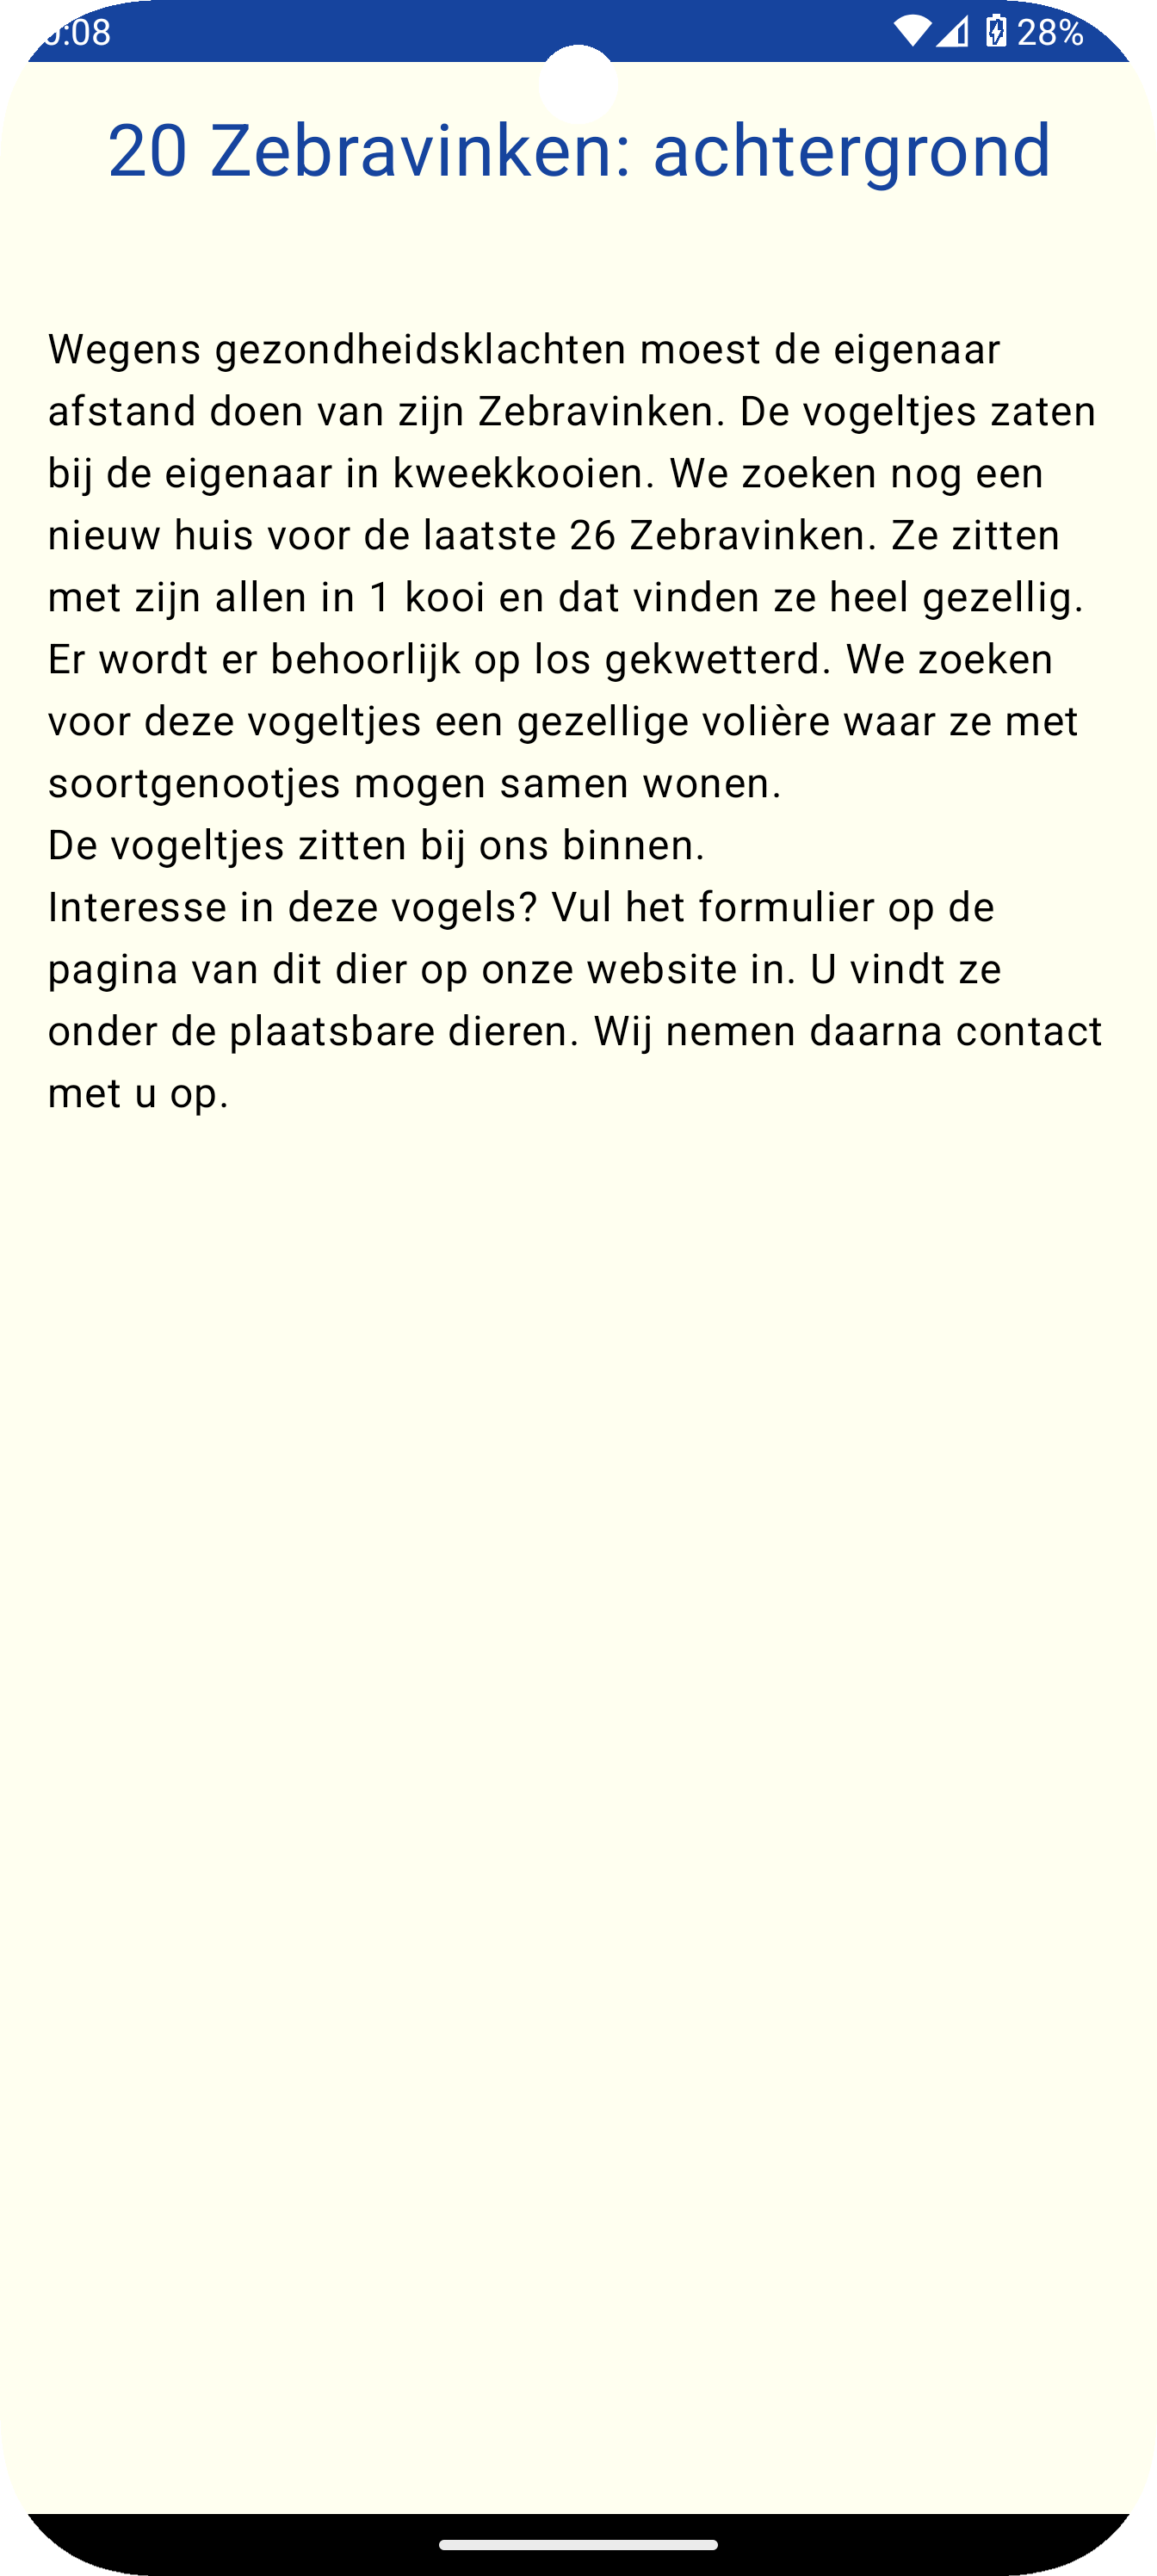 :08
28%
20 Zebravinken: achtergrond
Wegens gezondheidsklachten moest de eigenaar
afstand doen van zijn Zebravinken. De vogeltjes zaten
bij de eigenaar in kweekkooien. We zoeken nog een
nieuw huis voor de laatste 26 Zebravinken. Ze zitten
met zijn allen in 1 kooi en dat vinden ze heel gezellig.
Er wordt er behoorlijk op los gekwetterd. We zoeken
voor deze vogeltjes een gezellige volière waar ze met
soortgenootjes mogen samen wonen.
De vogeltjes zitten bij ons binnen.
Interesse in deze vogels? Vul het formulier op de
pagina van dit dier op onze website in. U vindt ze
onder de plaatsbare dieren. Wij nemen daarna contact
met u op.